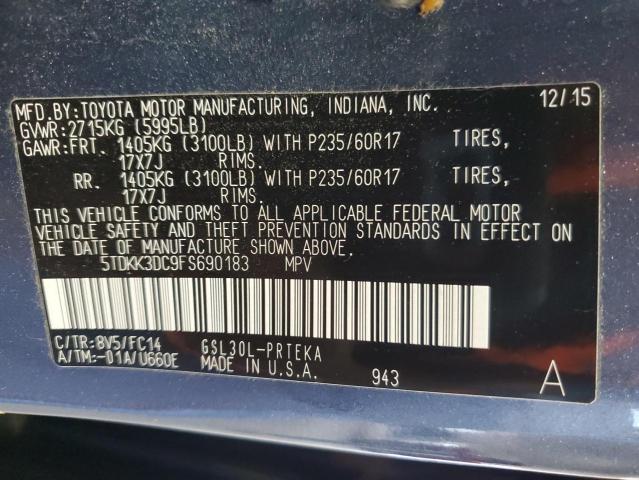 MFD.BY:TOYOTA MOTOR MANUFACTURING, INDIANA, INC. 12/15
GVWR:2715KG (5995LB)
GAWR:FRT. 1405KG (3100LB) WITH P235/60R17 TIRES,
17X7J RIMS.
RR. 1405KG (3100LB) WITH P235/60R17 TIRES,
17X7J RIMS.
THIS VEHICLE CONFORMS TO ALL APPLICABLE FEDERAL MOTOR
VEHICLE SAFETY AND THEFT PREVENTION STANDARDS IN EFFECT ON
THE DATE OF MANUFACTURE SHOWN ABOVE.
5TDKK3DC9FS690183 MPV
C/TR:8V5/FC14 GSL30L-PRTEKA
A/TM:-01A/U660E MADE IN U.S.A. 943 A